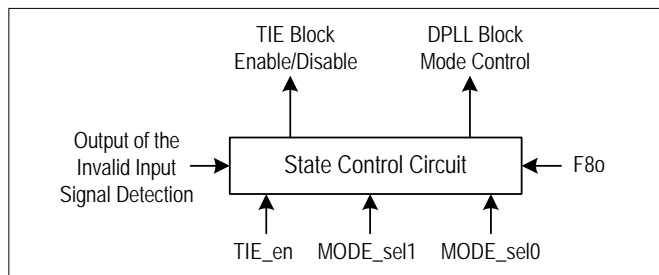 TIE Block
Enable/Disable
DPLL Block
Mode Control
Output of the
Invalid Input
Signal Detection
State Control Circuit
F8o
TIE_en
MODE_sel1
MODE_sel0